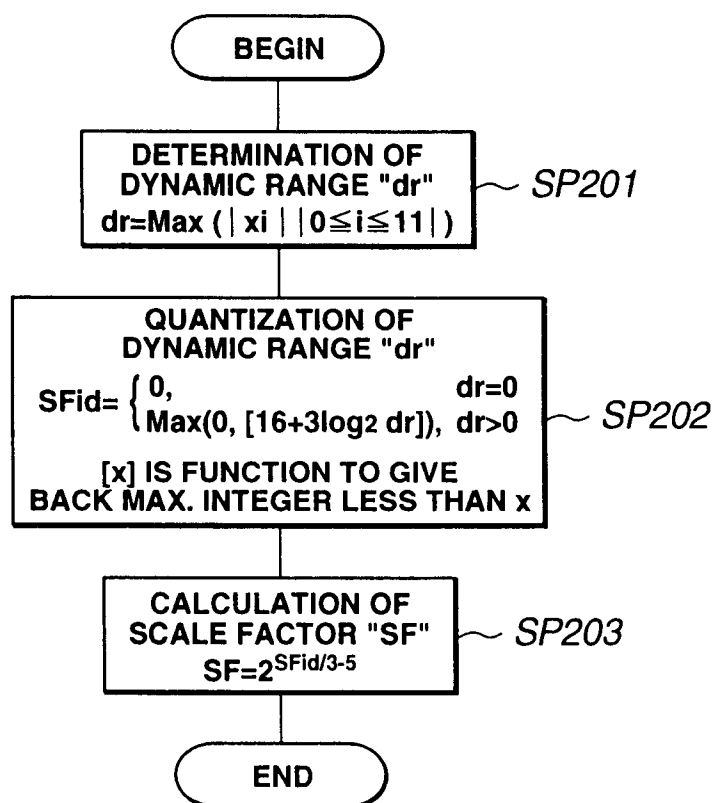 BEGIN
DETERMINATION OF
DYNAMIC RANGE "dr"
dr=Max (|xi||0≦i≦11|)
SP201
QUANTIZATION OF
DYNAMIC RANGE "dr"
SFid= { 0, dr=0
Max(0, [16+3log2 dr]), dr>0
SP202
[x] IS FUNCTION TO GIVE
BACK MAX. INTEGER LESS THAN x
CALCULATION OF
SCALE FACTOR "SF"
SF=2^SFid/3-5
SP203
END